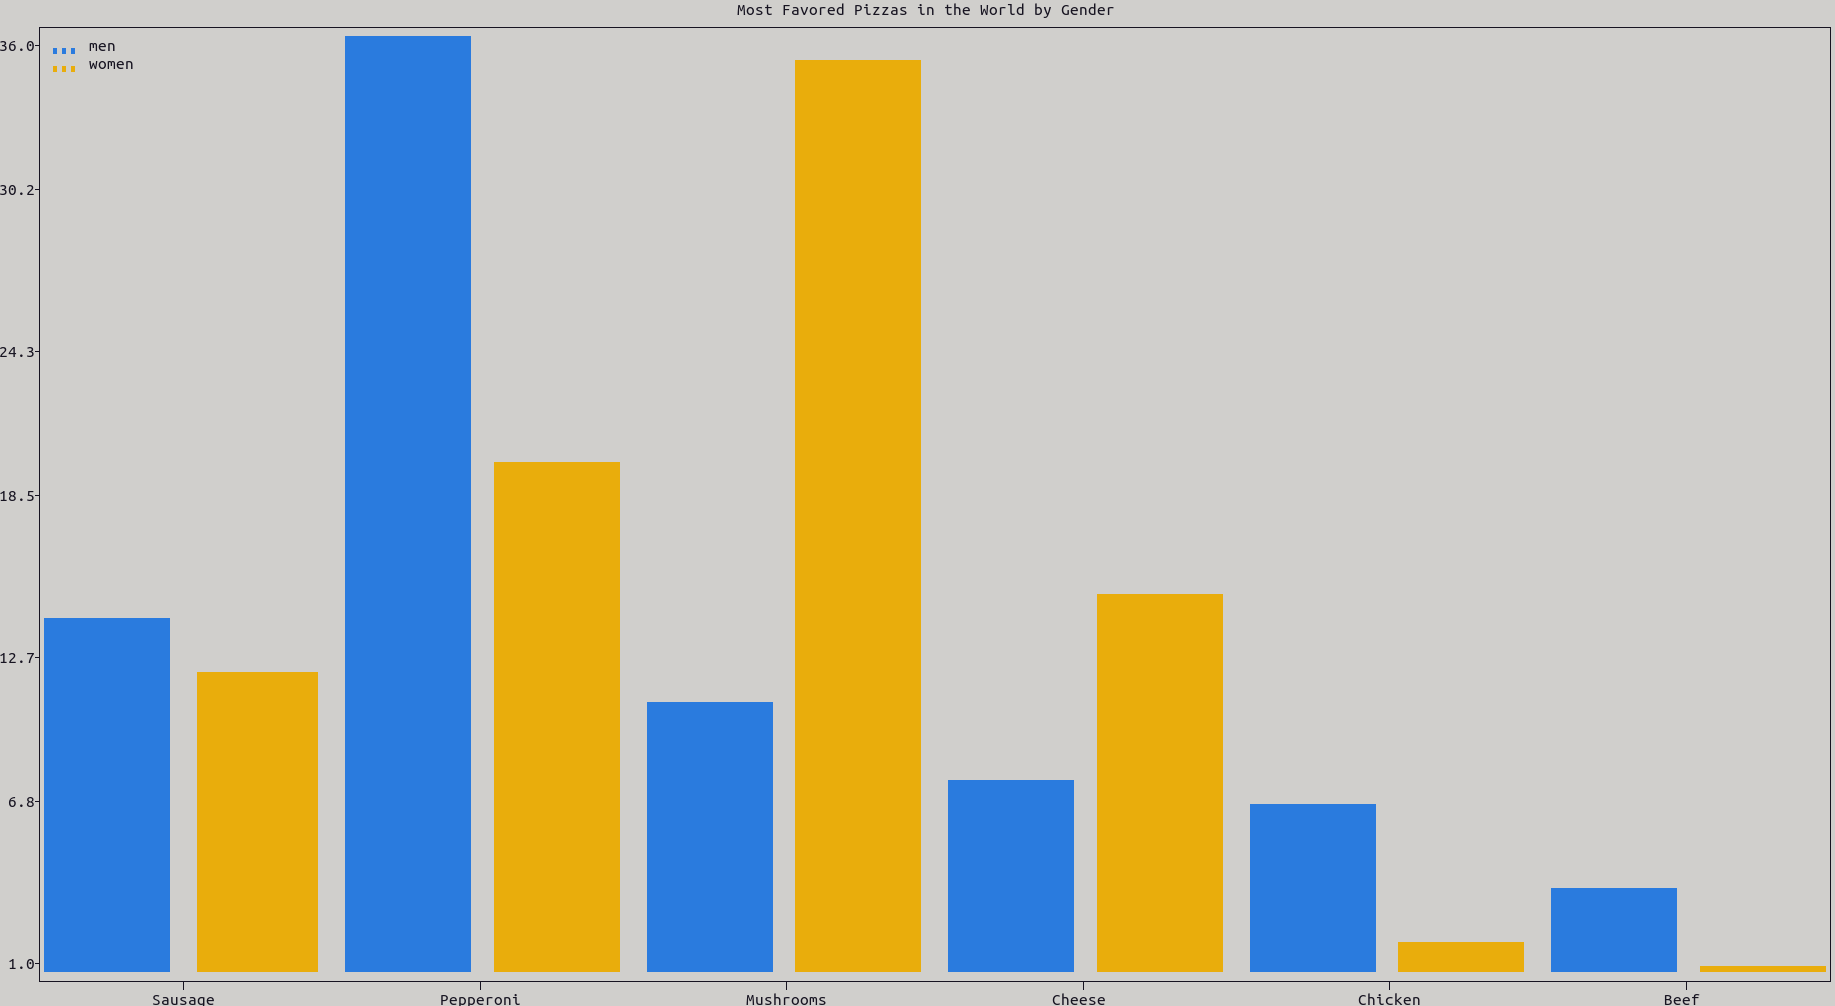 Most Favored Pizzas in the World by Gender
men
women
36.0
30.2
24.3
18.5
12.7
6.8
1.0
Sausage Pepperoni Mushrooms Cheese Chicken Beef